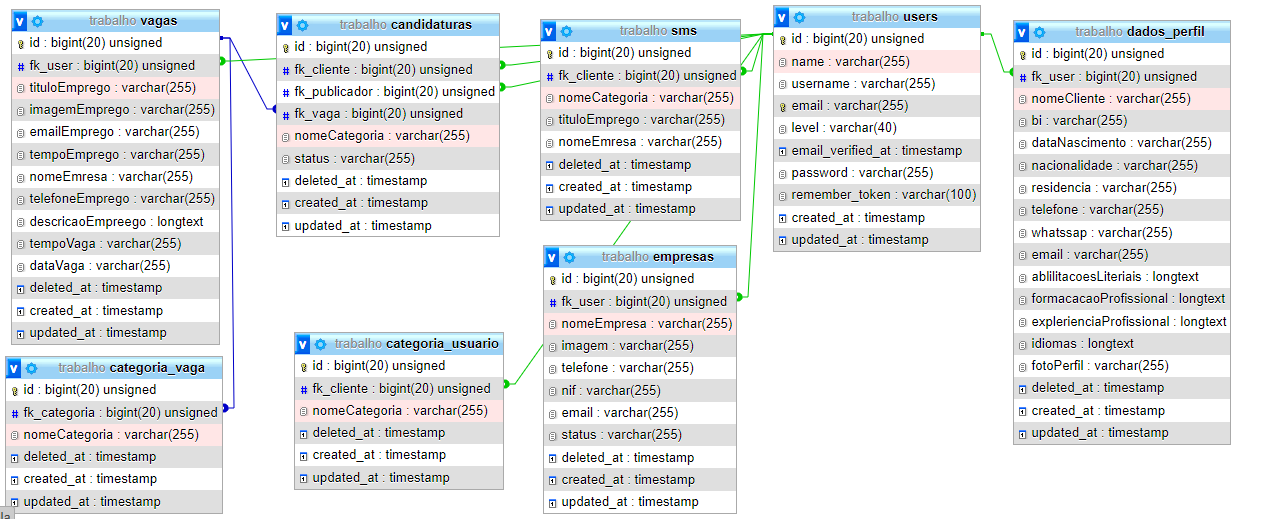 v trabalho vagas
id : bigint(20) unsigned
# fk_user : bigint(20) unsigned
tituloEmprego : varchar(255)
imagemEmprego : varchar(255)
emailEmprego : varchar(255)
tempoEmprego : varchar(255)
nomeEmresa : varchar(255)
telefoneEmprego : varchar(255)
descricaoEmpreego : longtext
tempoVaga : varchar(255)
dataVaga : varchar(255)
deleted_at : timestamp
created_at : timestamp
updated_at : timestamp
v trabalho categoria_vaga
id : bigint(20) unsigned
# fk_categoria : bigint(20) unsigned
nomeCategoria : varchar(255)
deleted_at : timestamp
created_at : timestamp
updated_at : timestamp
la
v trabalho candidaturas
id : bigint(20) unsigned
# fk_cliente : bigint(20) unsigned
# fk_publicador : bigint(20) unsigned
# fk_vaga : bigint(20) unsigned
nomeCategoria : varchar(255)
status : varchar(255)
deleted_at : timestamp
created_at : timestamp
updated_at : timestamp
v trabalho categoria_usuario
id : bigint(20) unsigned
# fk_cliente : bigint(20) unsigned
nomeCategoria : varchar(255)
deleted_at : timestamp
created_at : timestamp
updated_at : timestamp
v trabalho sms
id : bigint(20) unsigned
# fk_cliente : bigint(20) unsigned
nomeCategoria : varchar(255)
tituloEmprego : varchar(255)
nomeEmresa : varchar(255)
deleted_at : timestamp
created_at : timestamp
updated_at : timestamp
v trabalho empresas
id : bigint(20) unsigned
# fk_user : bigint(20) unsigned
nomeEmpresa : varchar(255)
imagem : varchar(255)
telefone : varchar(255)
nif : varchar(255)
email : varchar(255)
status : varchar(255)
deleted_at : timestamp
created_at : timestamp
updated_at : timestamp
v trabalho users
id : bigint(20) unsigned
name : varchar(255)
username : varchar(255)
email : varchar(255)
level : varchar(40)
email_verified_at : timestamp
password : varchar(255)
remember_token : varchar(100)
created_at : timestamp
updated_at : timestamp
v trabalho dados_perfil
id : bigint(20) unsigned
# fk_user : bigint(20) unsigned
nomeCliente : varchar(255)
bi : varchar(255)
dataNascimento : varchar(255)
nacionalidade : varchar(255)
residencia : varchar(255)
telefone : varchar(255)
whatssap : varchar(255)
email : varchar(255)
ablilitacoesLiteriais : longtext
formacacaoProfissional : longtext
explerienciaProfissional : longtext
idiomas : longtext
fotoPerfil : varchar(255)
deleted_at : timestamp
created_at : timestamp
updated_at : timestamp